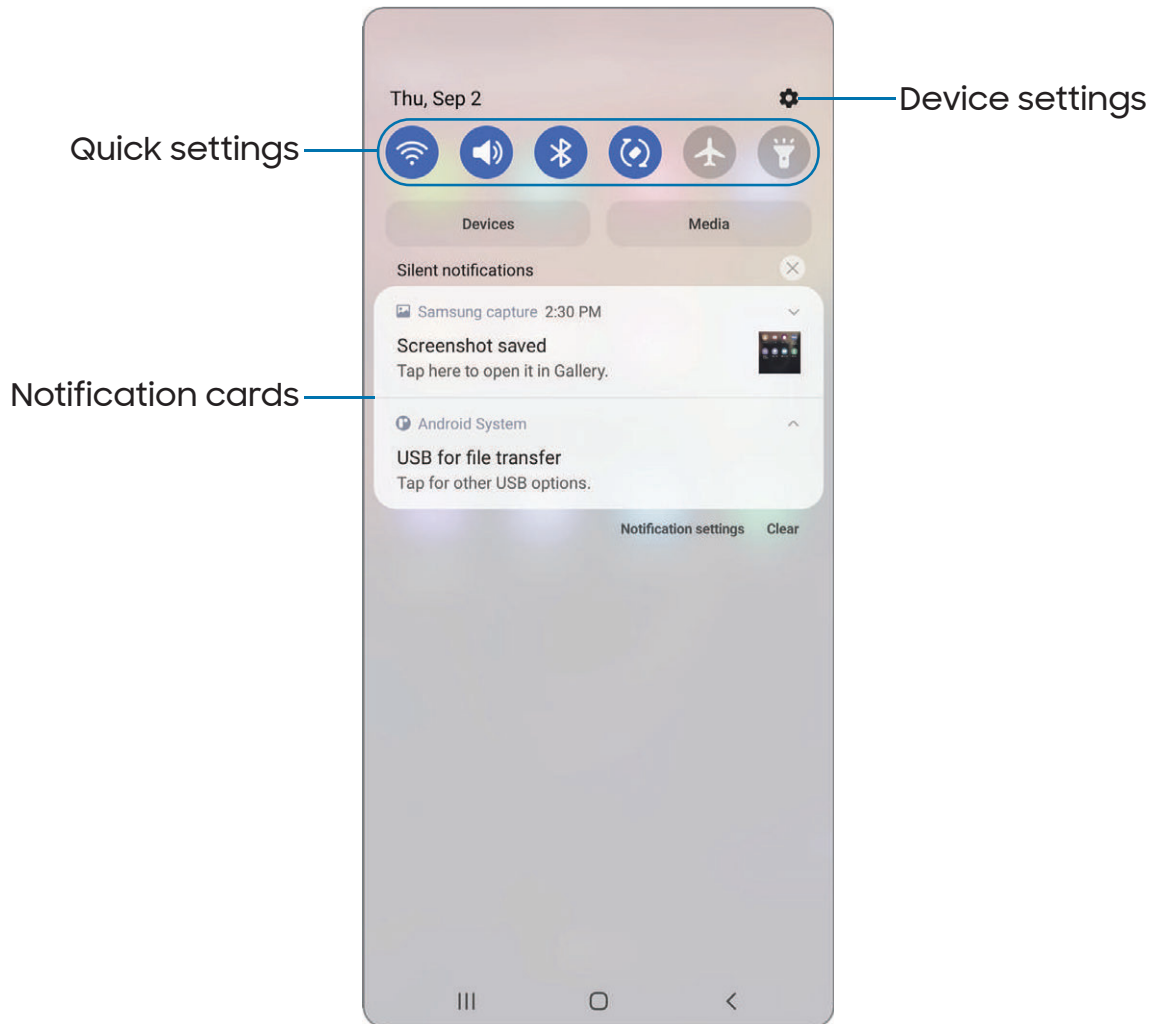 Thu, Sep 2
Device settings
Quick settings
Devices
Media
Silent notifications
Samsung capture 2:30 PM
Screenshot saved
Tap here to open it in Gallery.
Notification cards
Android System
USB for file transfer
Tap for other USB options.
Notification settings
Clear